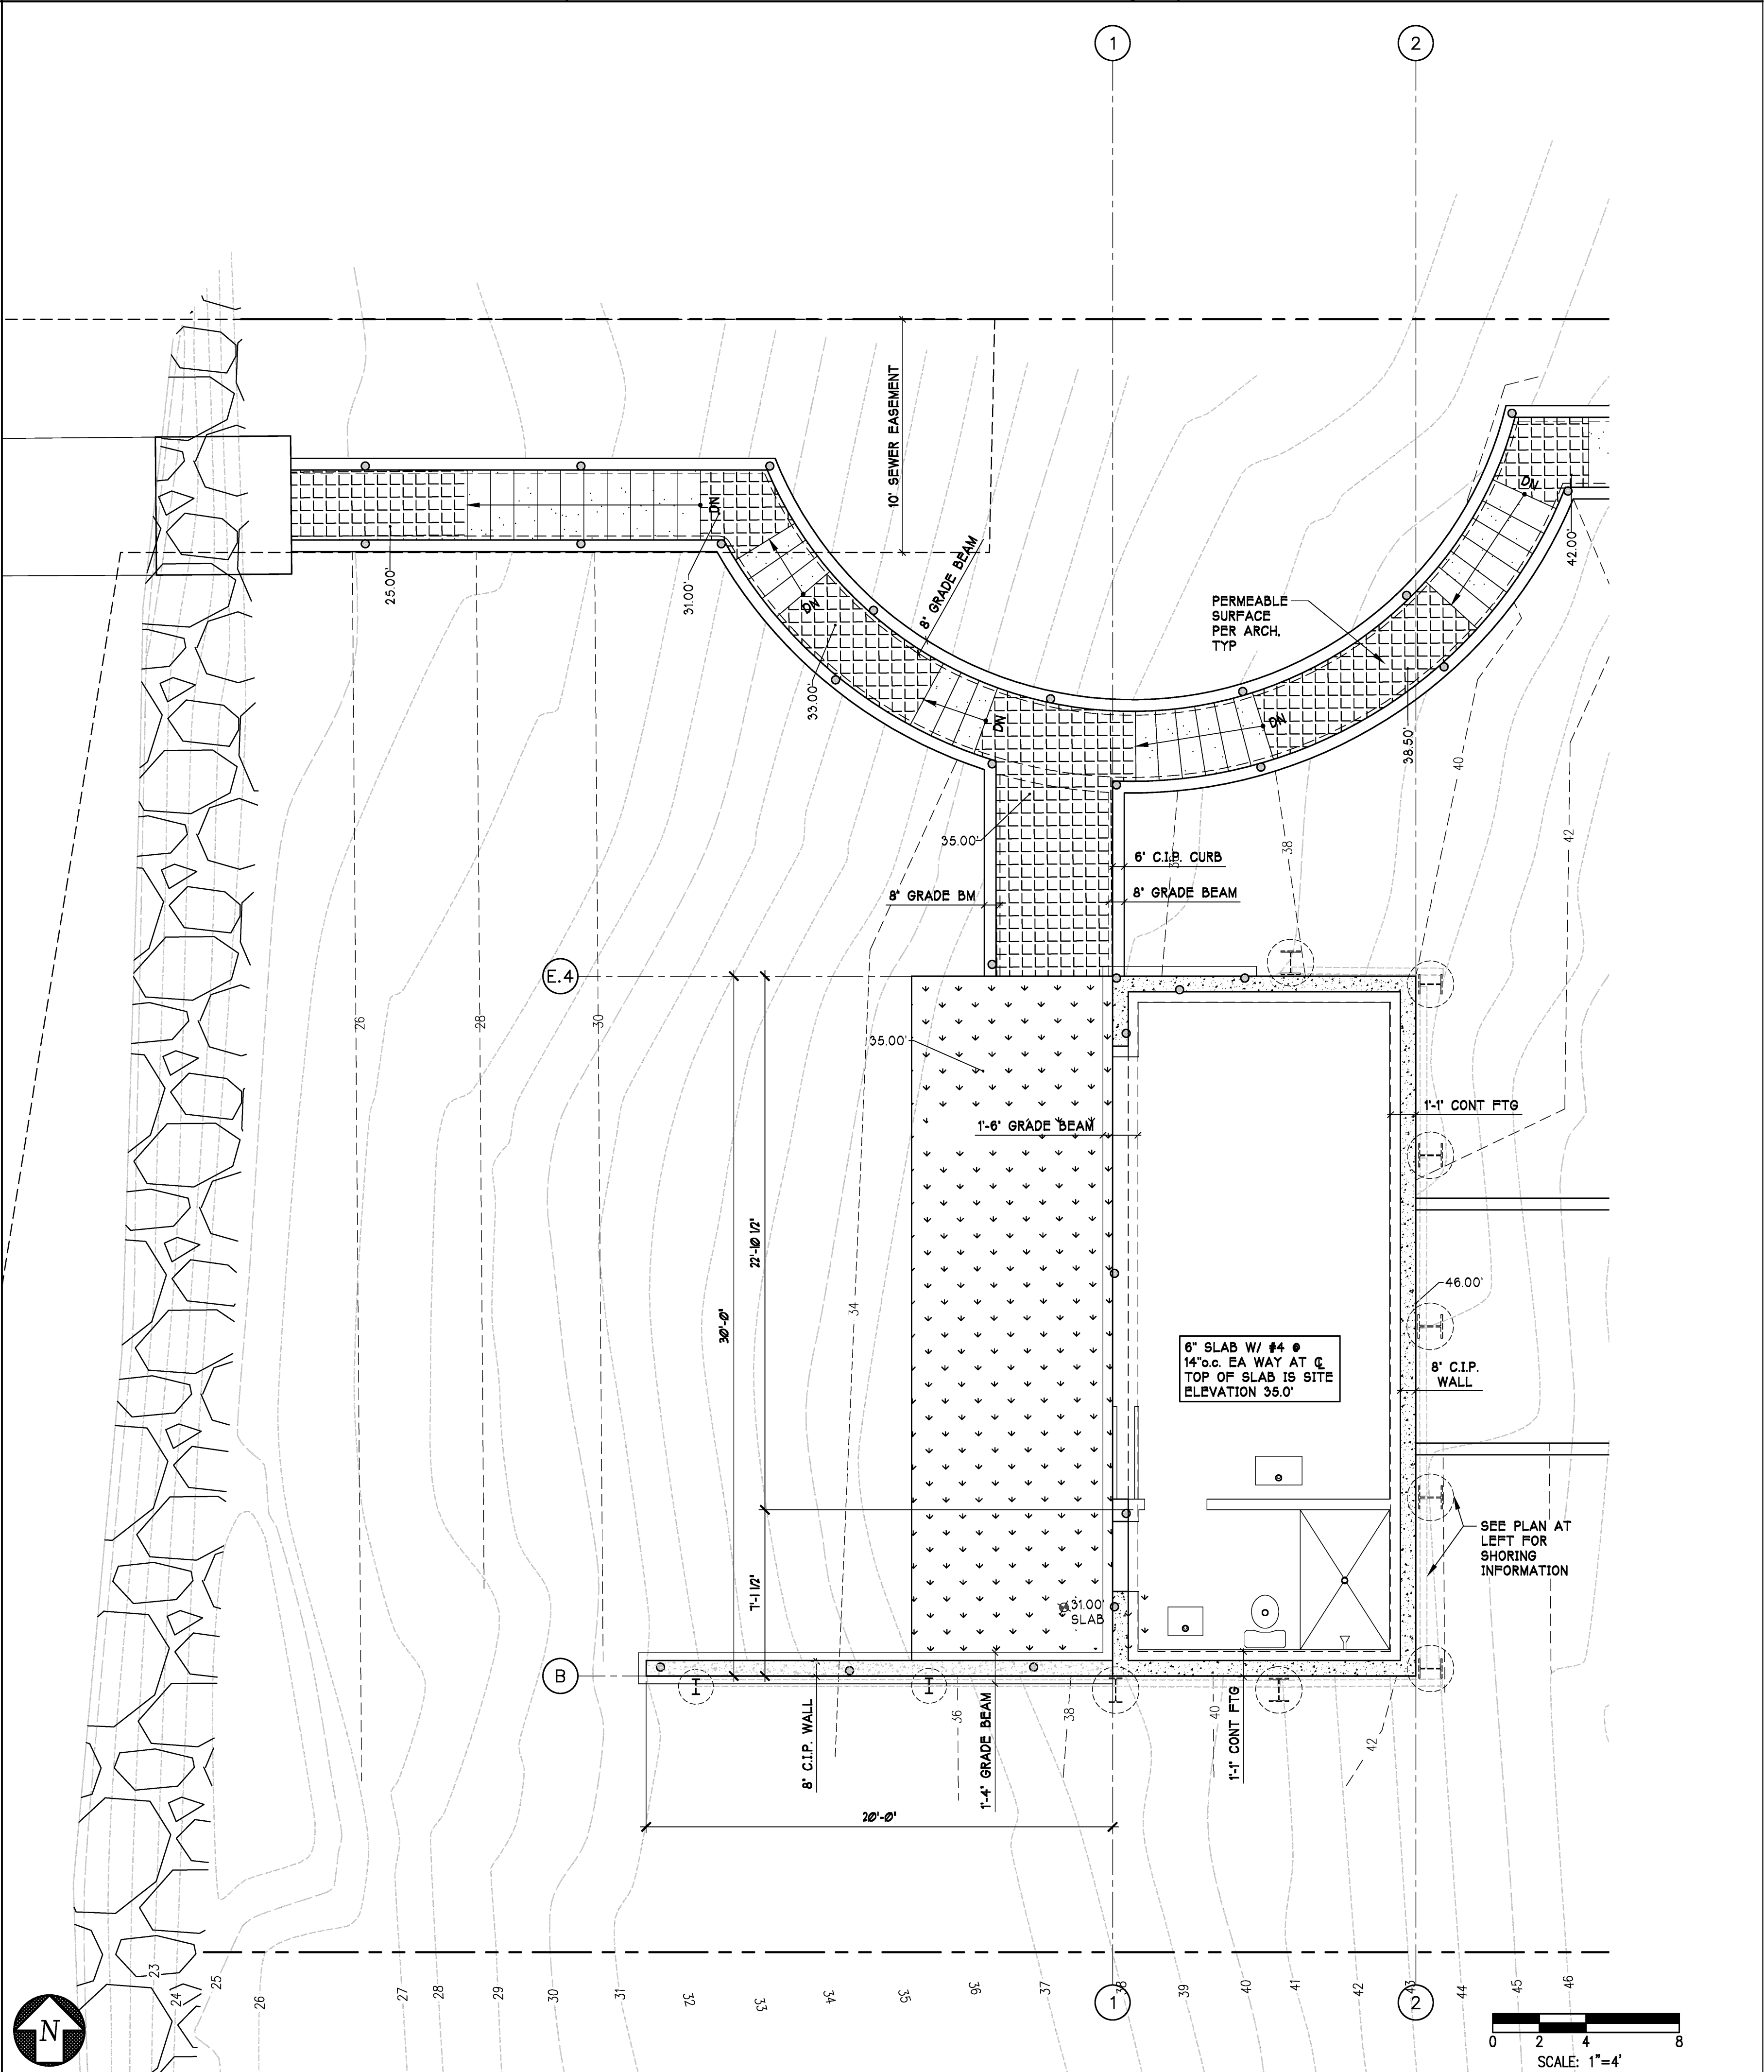 1
2
10' SEWER EASEMENT
DN
DN
42.00'
25.00'
31.00'
DN
8" GRADE BEAM
PERMEABLE
SURFACE
PER ARCH,
TYP
33.00'
DN
DN
38.50'
40
42
35.00'
6" C.I.P. CURB
38
8" GRADE BM
8" GRADE BEAM
E.4
26
28
30
35.00'
1'-1" CONT FTG
1'-6" GRADE BEAM
22'-10 1/2"
30'-0"
34
46.00'
6" SLAB W/ #4 @
14"o.c. EA WAY AT ℄
TOP OF SLAB IS SITE
ELEVATION 35.0'
8" C.I.P.
WALL
SEE PLAN AT
LEFT FOR
SHORING
INFORMATION
7'-1 1/2"
31.00'
SLAB
B
8" C.I.P. WALL
36
1'-4" GRADE BEAM
38
40
1'-1" CONT FTG
42
20'-0"
23
24
25
26
27
28
29
30
31
32
33
34
35
36
37
38
39
40
41
42
43
44
45
46
1
2
N
0 2 4 8
SCALE: 1"=4'